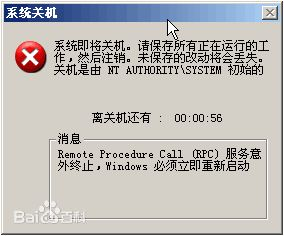 系统关机
系统即将关机。请保存所有正在运行的工
作，然后注销。未保存的改动将会丢失。
关机是由 NT AUTHORITY\SYSTEM 初始的
离关机还有： 00:00:56
消息
Remote Procedure Call (RPC) 服务意
外终止，Windows 必须立即重新启动
Baidu百科